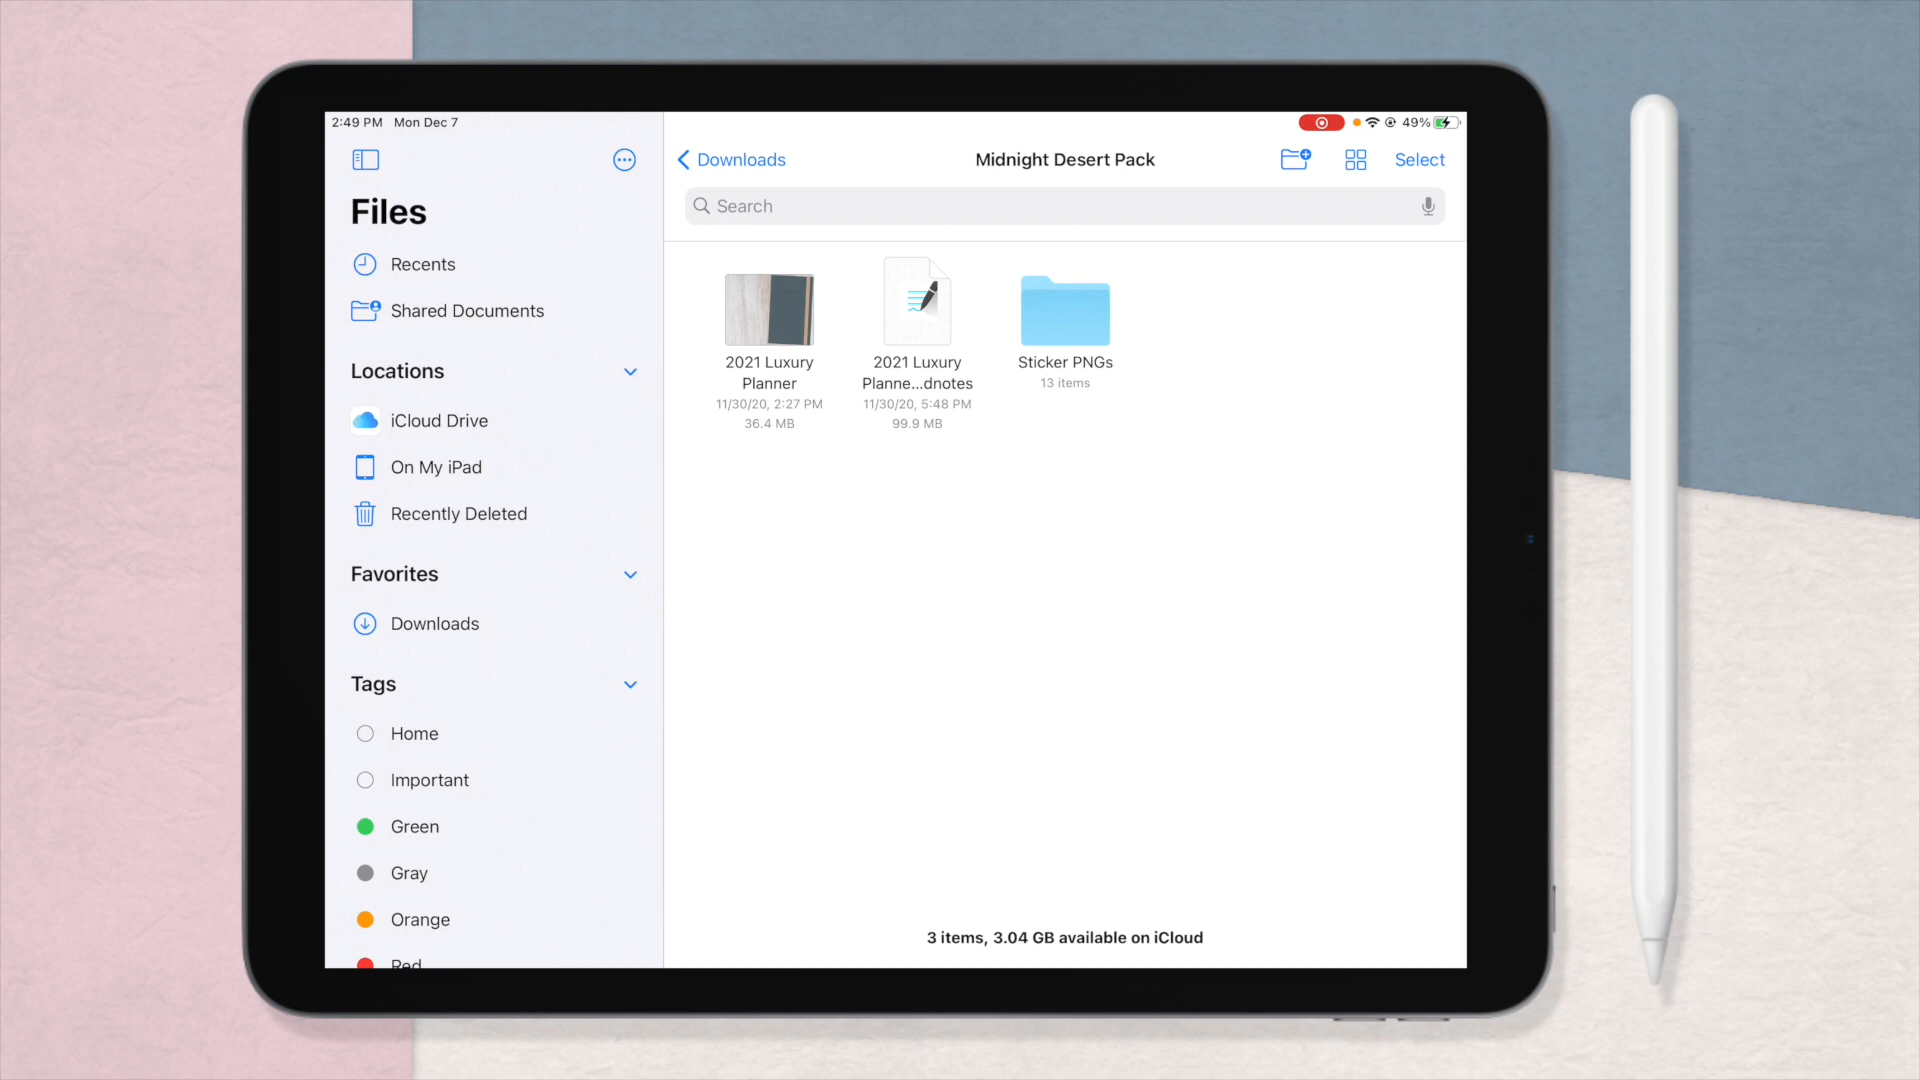 2:49 PM Mon Dec 7
49%
Files
Recents
Shared Documents
Locations
iCloud Drive
On My iPad
Recently Deleted
Favorites
Downloads
Tags
Home
Important
Green
Gray
Orange
Red
Downloads
Midnight Desert Pack
Select
Search
2021 Luxury
Planner
11/30/20, 2:27 PM
36.4 MB
2021 Luxury
Planne...dnotes
11/30/20, 5:48 PM
99.9 MB
Sticker PNGs
13 items
3 items, 3.04 GB available on iCloud